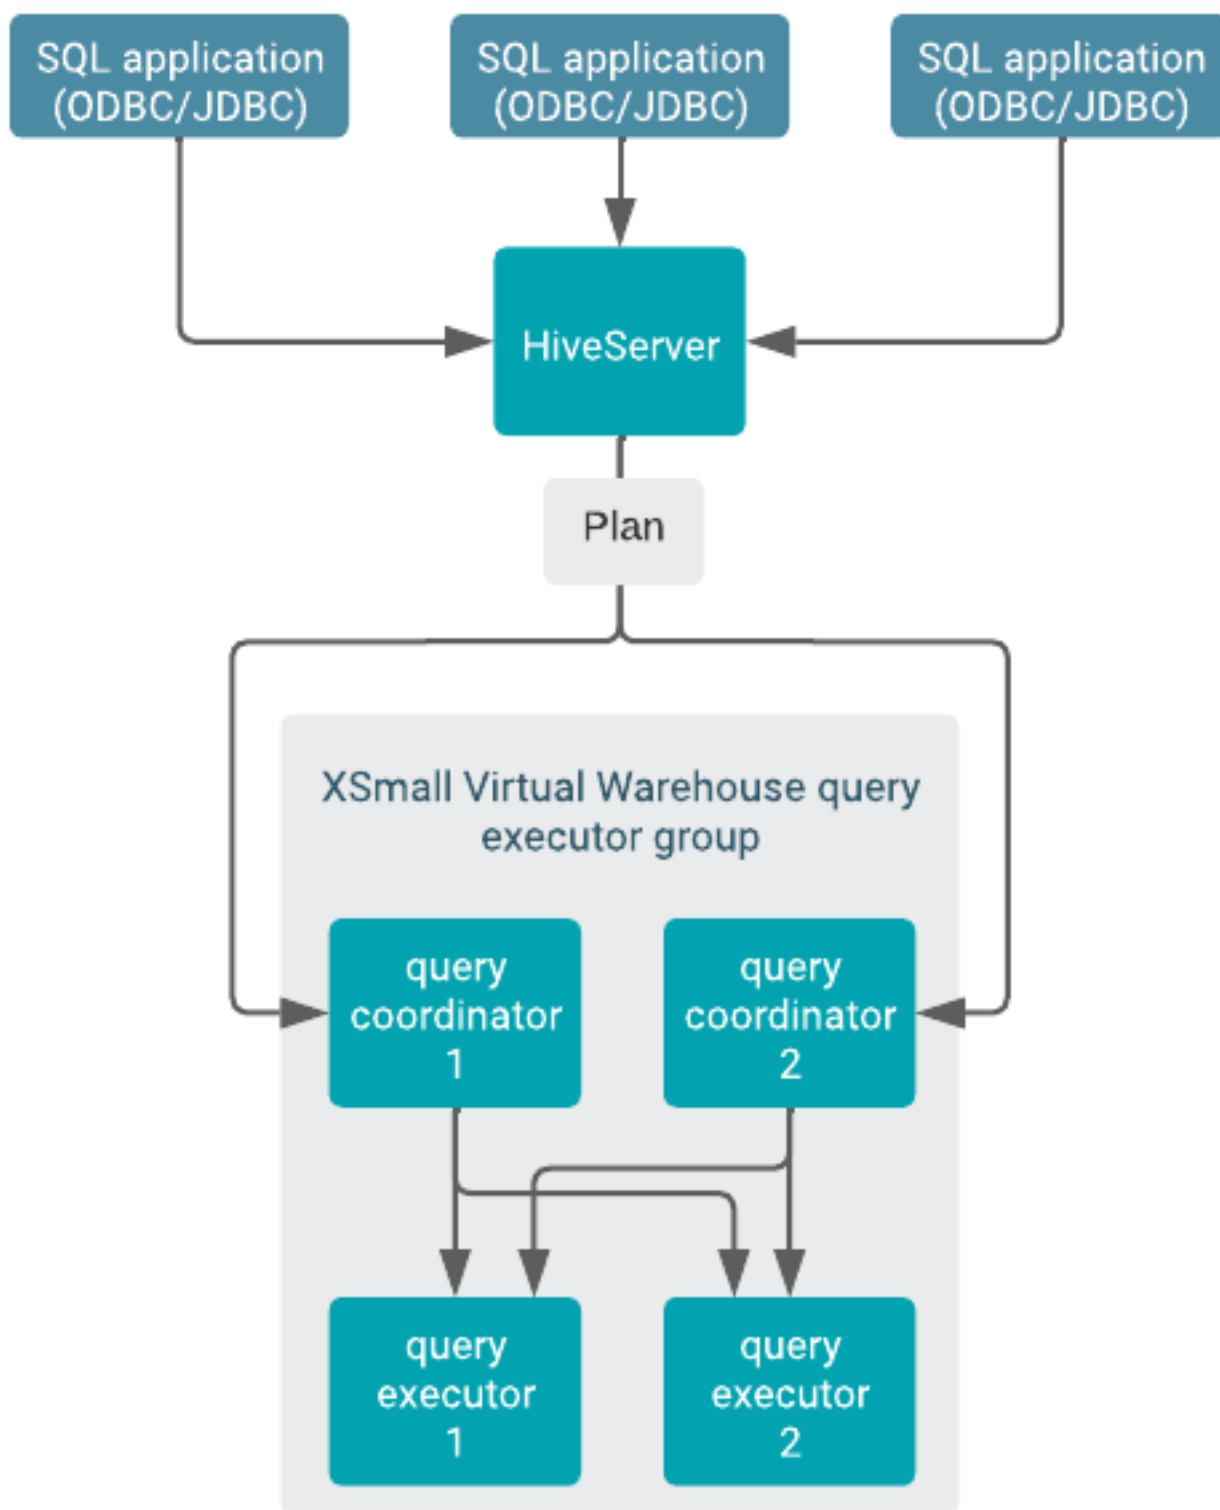 SQL application
(ODBC/JDBC)
SQL application
(ODBC/JDBC)
SQL application
(ODBC/JDBC)
HiveServer
Plan
XSmall Virtual Warehouse query
executor group
query
coordinator
1
query
coordinator
2
query
executor
1
query
executor
2